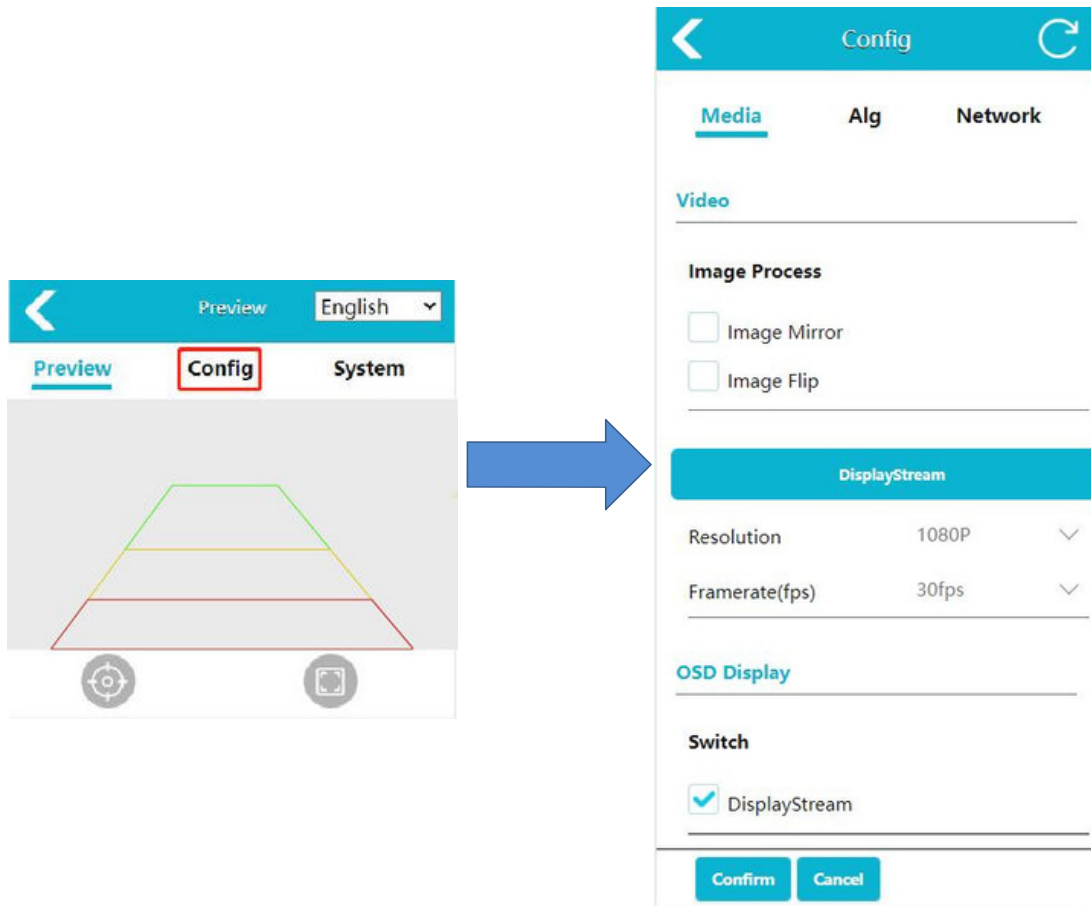 Preview English
Preview Config System
Config
Media Alg Network
Video
Image Process
Image Mirror
Image Flip
DisplayStream
Resolution 1080P
Framerate(fps) 30fps
OSD Display
Switch
DisplayStream
Confirm Cancel